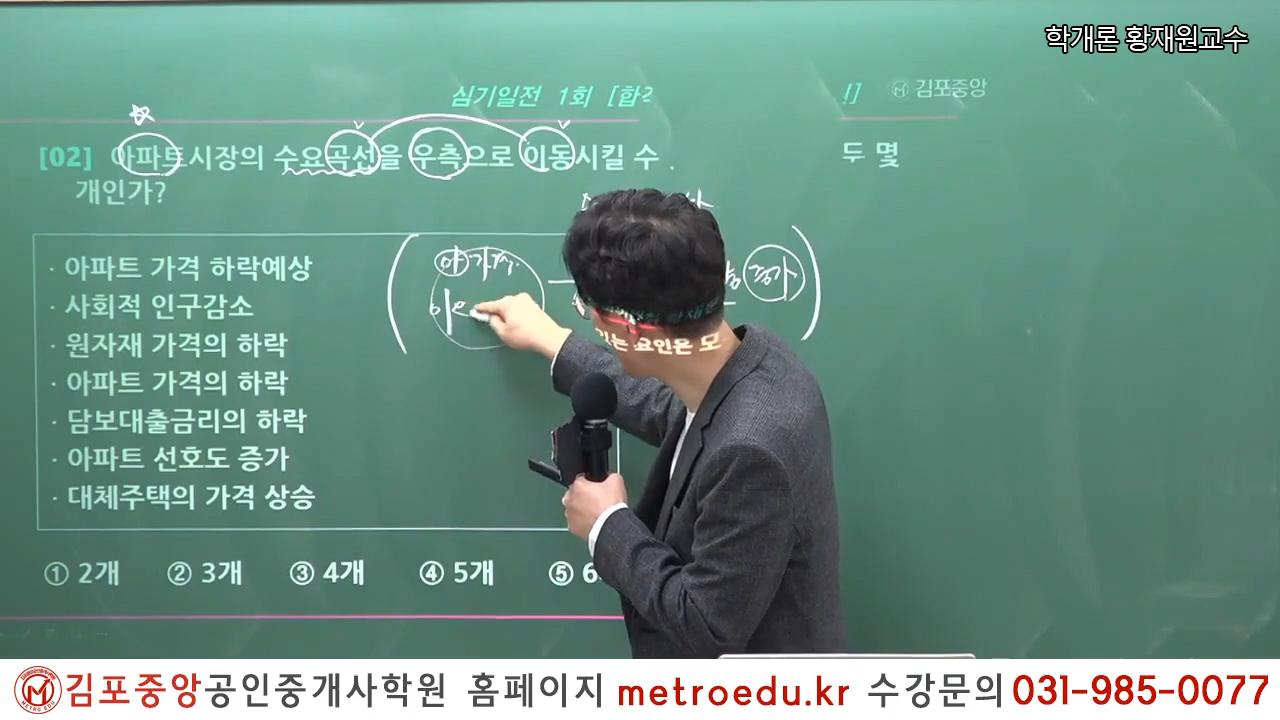 학개론 황재원교수
심기일전 1회 [합격
김포중앙
[02] 아파트시장의 수요곡선을 우측으로 이동시킬 수 있는 요인은 모두 몇
개인가?
· 아파트 가격 하락예상
· 사회적 인구감소
· 원자재 가격의 하락
· 아파트 가격의 하락
· 담보대출금리의 하락
· 아파트 선호도 증가
· 대체주택의 가격 상승
① 2개 ② 3개 ③ 4개 ④ 5개 ⑤ 6
김포중앙공인중개사학원 홈페이지 metroedu.kr 수강문의 031-985-0077